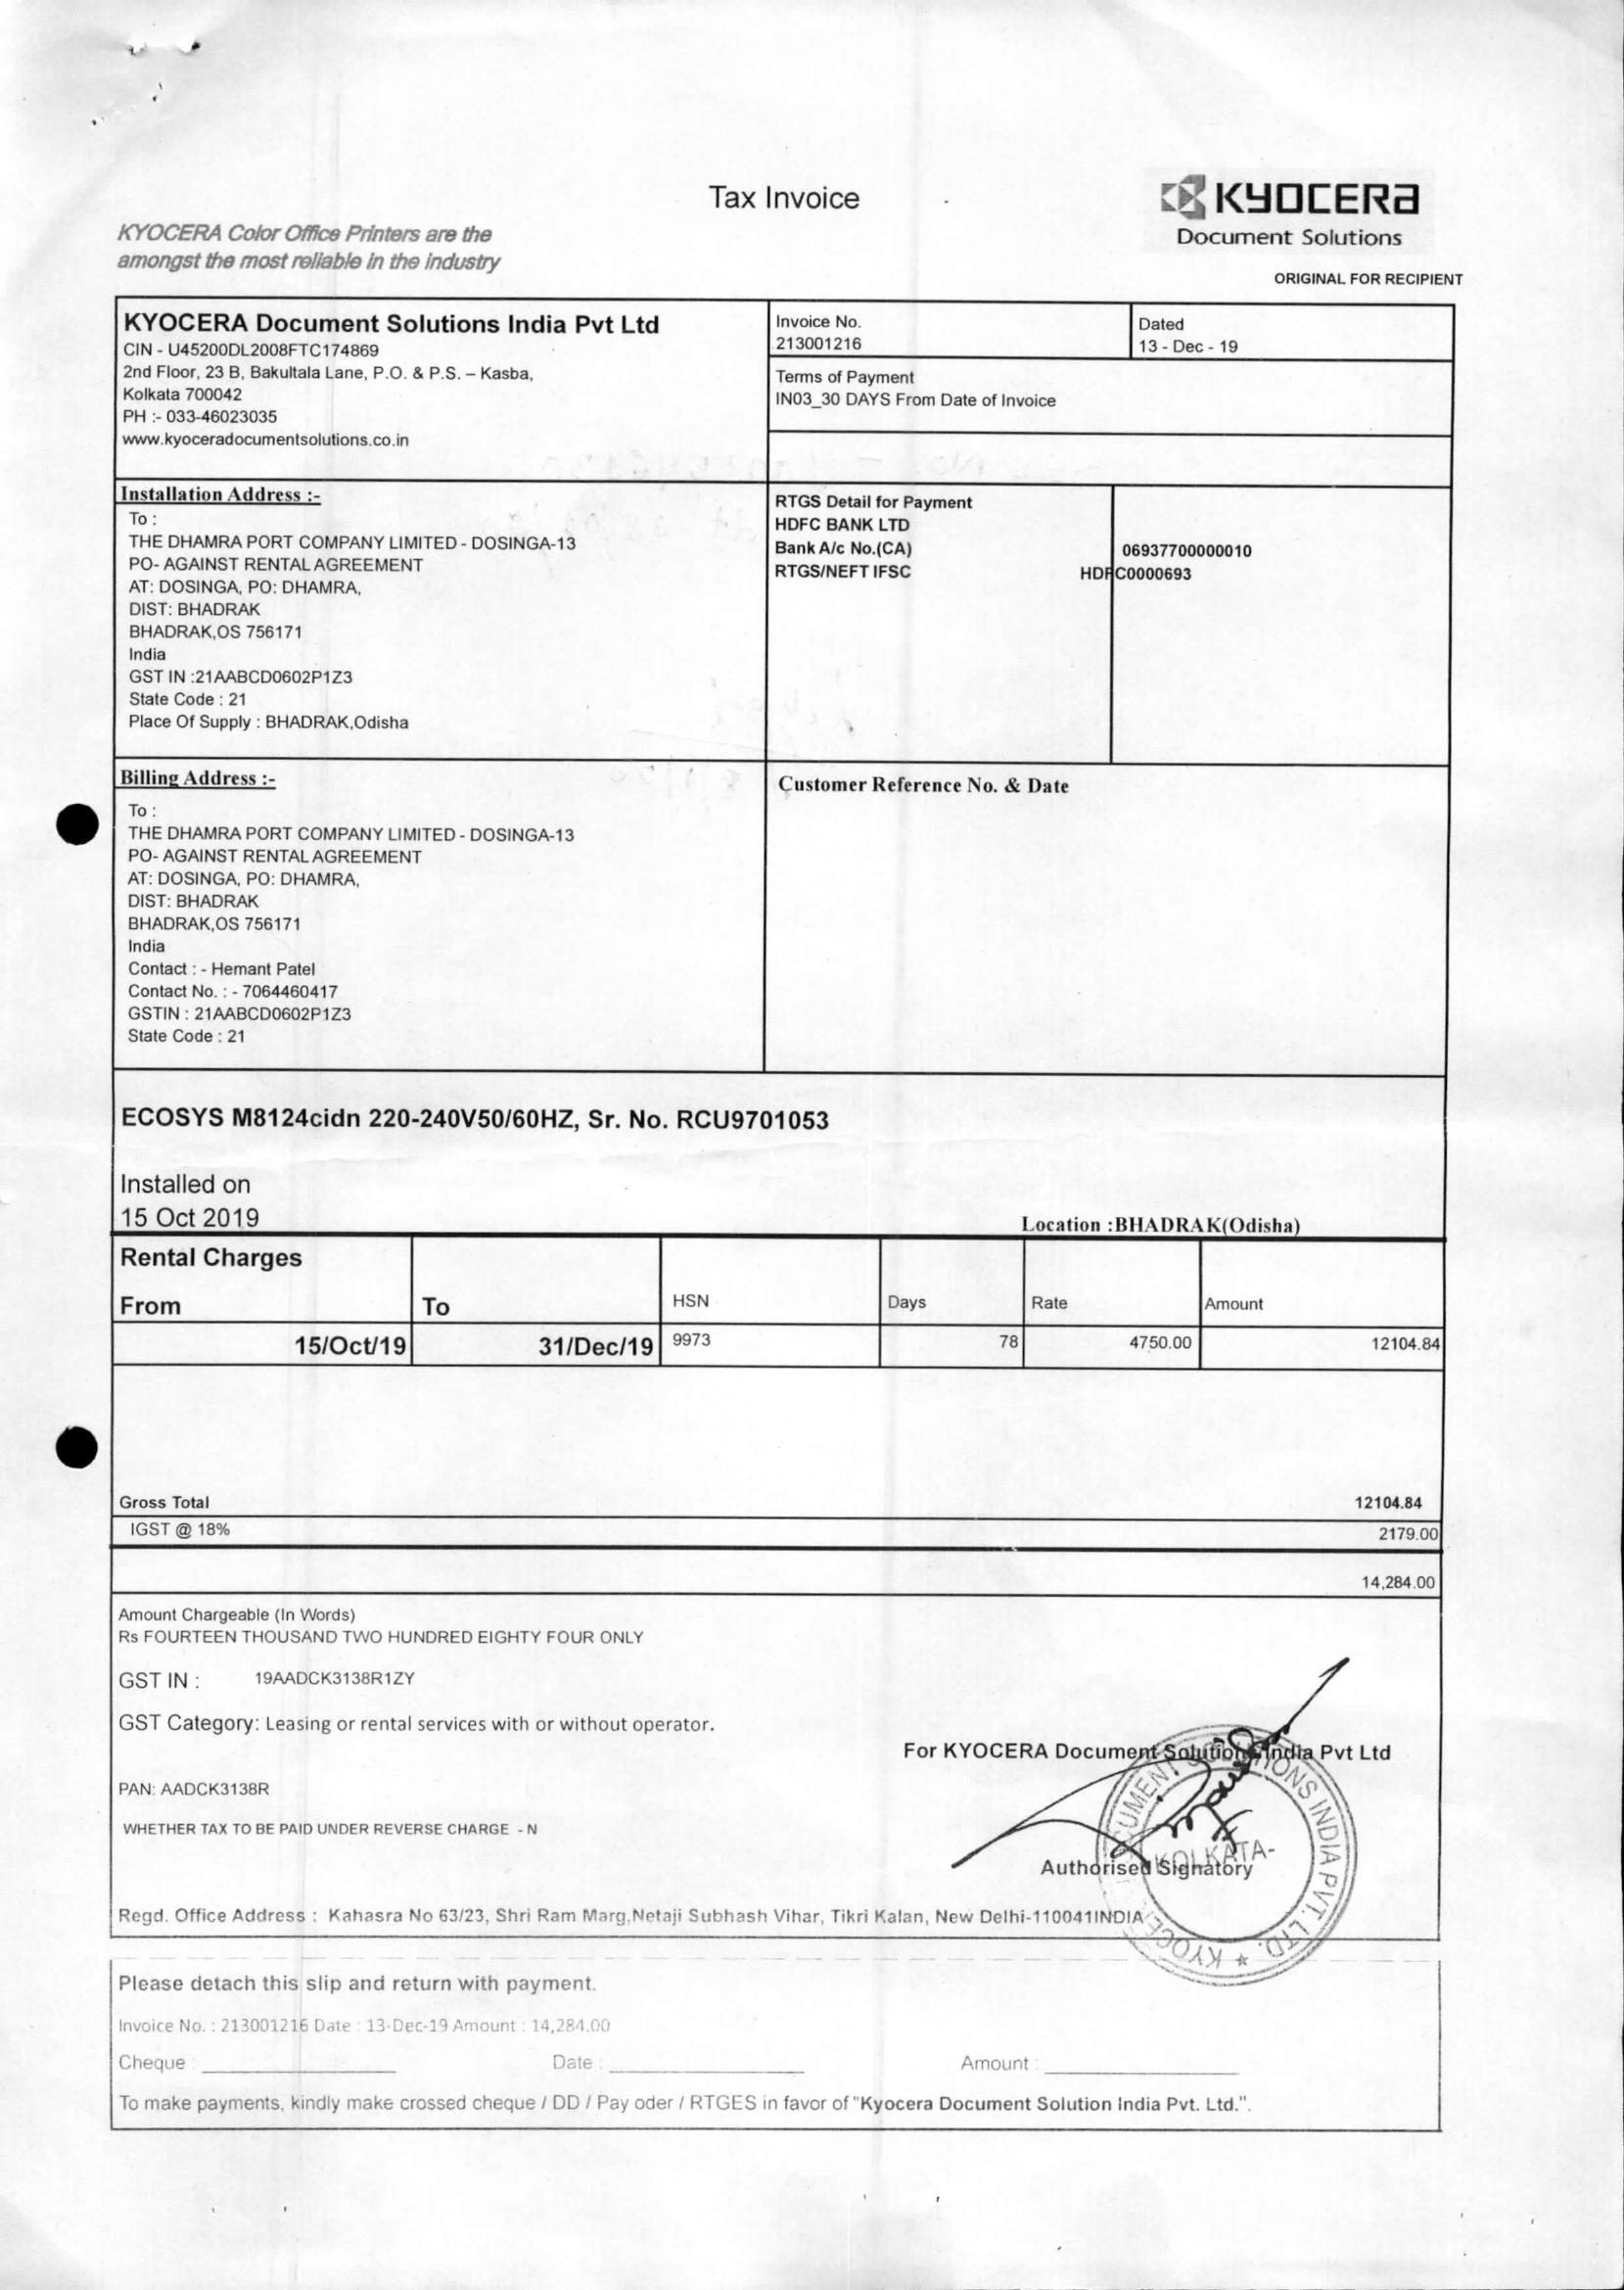 Tax Invoice
KYOCERA
Document Solutions
KYOCERA Color Office Printers are the
amongst the most reliable in the industry
ORIGINAL FOR RECIPIENT
KYOCERA Document Solutions India Pvt Ltd
CIN - U45200DL2008FTC174869
2nd Floor, 23 B, Bakultala Lane, P.O. & P.S. – Kasba,
Kolkata 700042
PH :- 033-46023035
www.kyoceradocumentsolutions.co.in
Invoice No.
213001216
Dated
13 - Dec - 19
Terms of Payment
IN03_30 DAYS From Date of Invoice
Installation Address :-
To :
THE DHAMRA PORT COMPANY LIMITED - DOSINGA-13
PO- AGAINST RENTAL AGREEMENT
AT: DOSINGA, PO: DHAMRA,
DIST: BHADRAK
BHADRAK,OS 756171
India
GST IN :21AABCD0602P1Z3
State Code : 21
Place Of Supply : BHADRAK,Odisha
RTGS Detail for Payment
HDFC BANK LTD
Bank A/c No.(CA) 06937700000010
RTGS/NEFT IFSC HDFC0000693
Billing Address :-
To :
THE DHAMRA PORT COMPANY LIMITED - DOSINGA-13
PO- AGAINST RENTAL AGREEMENT
AT: DOSINGA, PO: DHAMRA,
DIST: BHADRAK
BHADRAK,OS 756171
India
Contact : - Hemant Patel
Contact No. : - 7064460417
GSTIN : 21AABCD0602P1Z3
State Code : 21
Customer Reference No. & Date
ECOSYS M8124cidn 220-240V50/60HZ, Sr. No. RCU9701053
Installed on
15 Oct 2019
Location :BHADRAK(Odisha)
Rental Charges
From To HSN Days Rate Amount
15/Oct/19 31/Dec/19 9973 78 4750.00 12104.84
Gross Total 12104.84
IGST @ 18% 2179.00
14,284.00
Amount Chargeable (In Words)
Rs FOURTEEN THOUSAND TWO HUNDRED EIGHTY FOUR ONLY
GST IN : 19AADCK3138R1ZY
GST Category: Leasing or rental services with or without operator.
For KYOCERA Document Solutions India Pvt Ltd
PAN: AADCK3138R
WHETHER TAX TO BE PAID UNDER REVERSE CHARGE - N
KYOCERA DOCUMENT SOLUTIONS INDIA PVT. LTD. ★
-KOLKATA-
Authorised Signatory
Regd. Office Address : Kahasra No 63/23, Shri Ram Marg,Netaji Subhash Vihar, Tikri Kalan, New Delhi-110041INDIA
Please detach this slip and return with payment.
Invoice No. : 213001216 Date : 13-Dec-19 Amount : 14,284.00
Cheque : Date : Amount :
To make payments, kindly make crossed cheque / DD / Pay oder / RTGES in favor of "Kyocera Document Solution India Pvt. Ltd.".